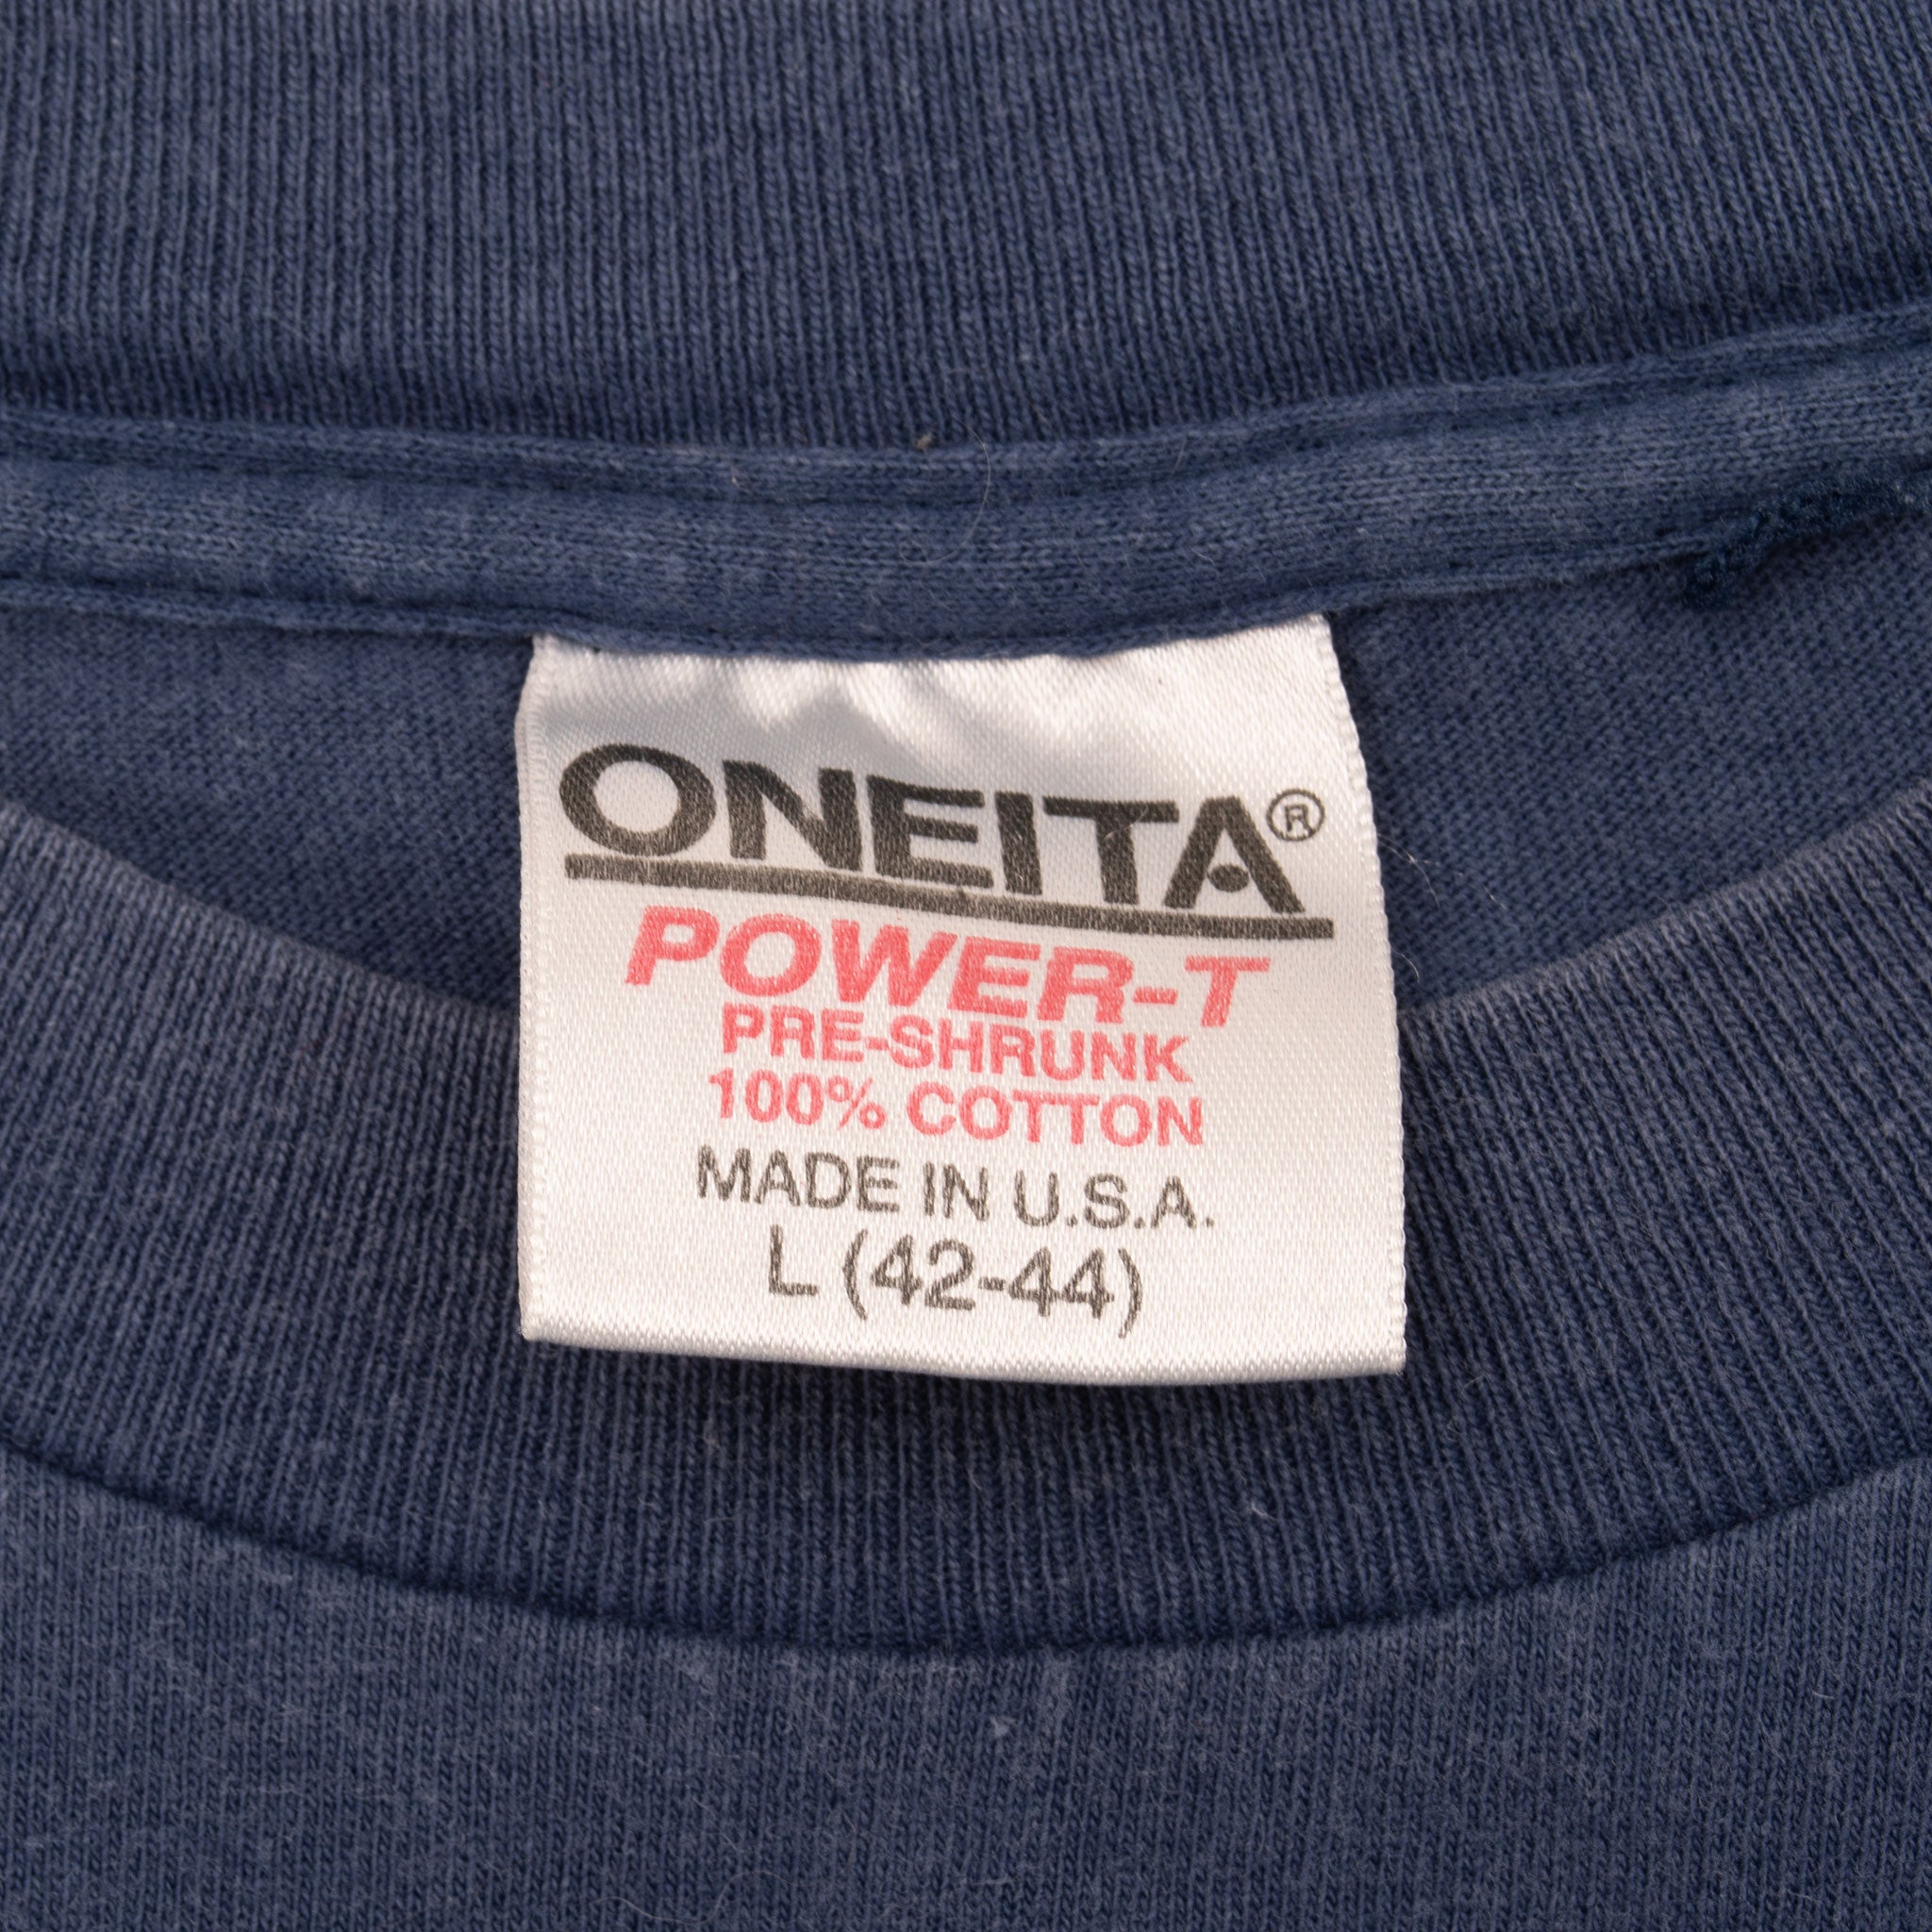 ONEITA®
POWER-T
PRE-SHRUNK
100% COTTON
MADE IN U.S.A.
L (42-44)